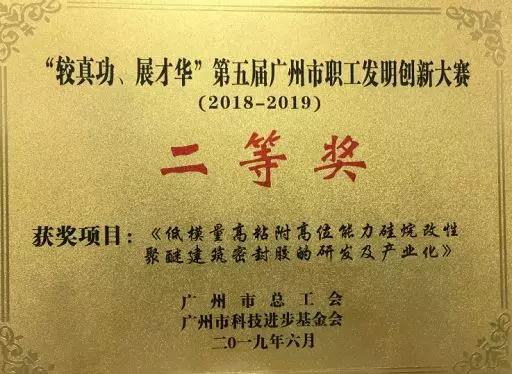 “较真功、展才华”第五届广州市职工发明创新大赛
(2018-2019)
二等奖
获奖项目：《低模量高粘附高位能力硅烷改性
聚醚建筑密封胶的研发及产业化》
广州市总工会
广州市科技进步基金会
二〇一九年六月